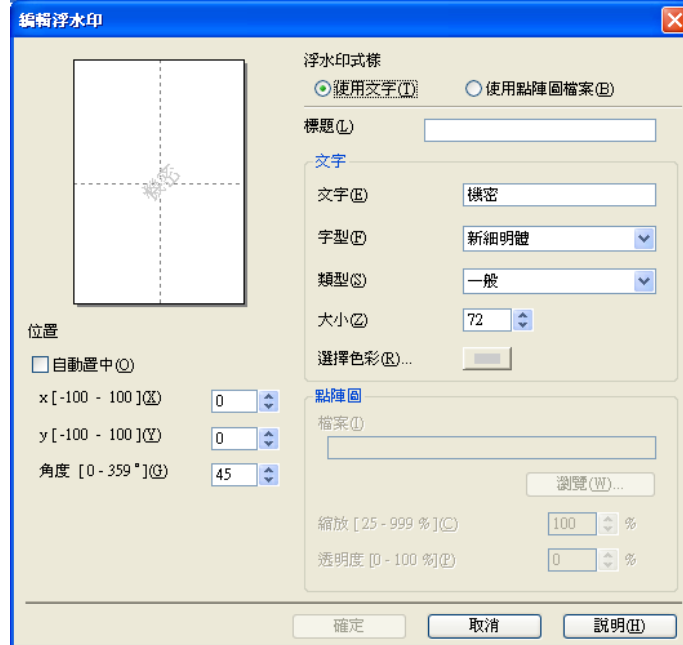 編輯浮水印
浮水印式樣
使用文字(T) 使用點陣圖檔案(B)
標題(L)
文字
文字(E) 機密
字型(F) 新細明體
類型(S) 一般
大小(Z) 72
選擇色彩(R)...
機密
位置
自動置中(O)
x [ -100 - 100 ](X) 0
y [ -100 - 100 ](Y) 0
角度 [ 0 - 359 ° ](G) 45
點陣圖
檔案(I)
瀏覽(W)...
縮放 [ 25 - 999 % ](C) 100 %
透明度 [0 - 100 %](P) 0 %
確定 取消 說明(H)